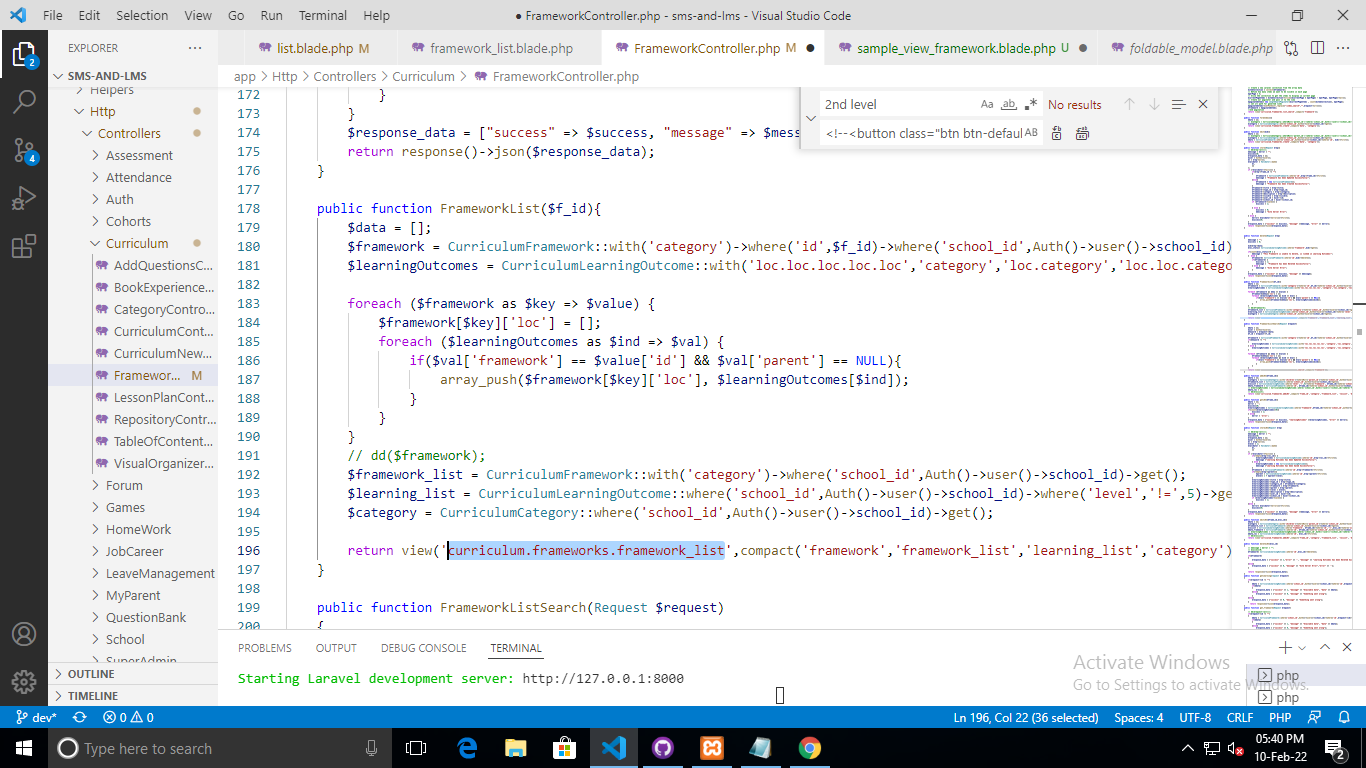 File Edit Selection View Go Run Terminal Help
● FrameworkController.php - sms-and-lms - Visual Studio Code
EXPLORER
list.blade.php M
framework_list.blade.php
FrameworkController.php M
sample_view_framework.blade.php U
foldable_model.blade.php
SMS-AND-LMS
app > Http > Controllers > Curriculum > FrameworkController.php
Helpers
Http
Controllers
Assessment
Attendance
Auth
Cohorts
Curriculum
AddQuestionsC...
BookExperience...
CategoryContro...
CurriculumCont...
CurriculumNew...
Framewor... M
LessonPlanCont...
RepositoryContr...
TableOfContent...
VisualOrganizer...
Forum
Games
HomeWork
JobCareer
LeaveManagement
MyParent
QuestionBank
School
SuperAdmin
OUTLINE
TIMELINE
2nd level
Aa ab .* No results
<!--<button class="btn btn-defaul AB
172 }
173 }
174 $response_data = ["success" => $success, "message" => $mess
175 return response()->json($response_data);
176 }
177
178 public function FrameworkList($f_id){
179 $data = [];
180 $framework = CurriculumFramework::with('category')->where('id',$f_id)->where('school_id',Auth()->user()->school_id)
181 $learningOutcomes = CurriculumLearningOutcome::with('loc.loc.loc.loc.loc','category','loc.category','loc.loc.catego
182
183 foreach ($framework as $key => $value) {
184 $framework[$key]['loc'] = [];
185 foreach ($learningOutcomes as $ind => $val) {
186 if($val['framework'] == $value['id'] && $val['parent'] == NULL){
187 array_push($framework[$key]['loc'], $learningOutcomes[$ind]);
188 }
189 }
190 }
191 // dd($framework);
192 $framework_list = CurriculumFramework::with('category')->where('school_id',Auth()->user()->school_id)->get();
193 $learning_list = CurriculumLearningOutcome::where('school_id',Auth()->user()->school_id)->where('level','!=',5)->ge
194 $category = CurriculumCategory::where('school_id',Auth()->user()->school_id)->get();
195
196 return view('curriculum.frameworks.framework_list',compact('framework','framework_list','learning_list','category')
197 }
198
199 public function FrameworkListSearch(Request $request)
200 {
PROBLEMS OUTPUT DEBUG CONSOLE TERMINAL
Starting Laravel development server: http://127.0.0.1:8000
php
php
Activate Windows
Go to Settings to activate Windows.
2
4
dev* 0 0
Ln 196, Col 22 (36 selected) Spaces: 4 UTF-8 CRLF PHP
Type here to search
05:40 PM
10-Feb-22
2